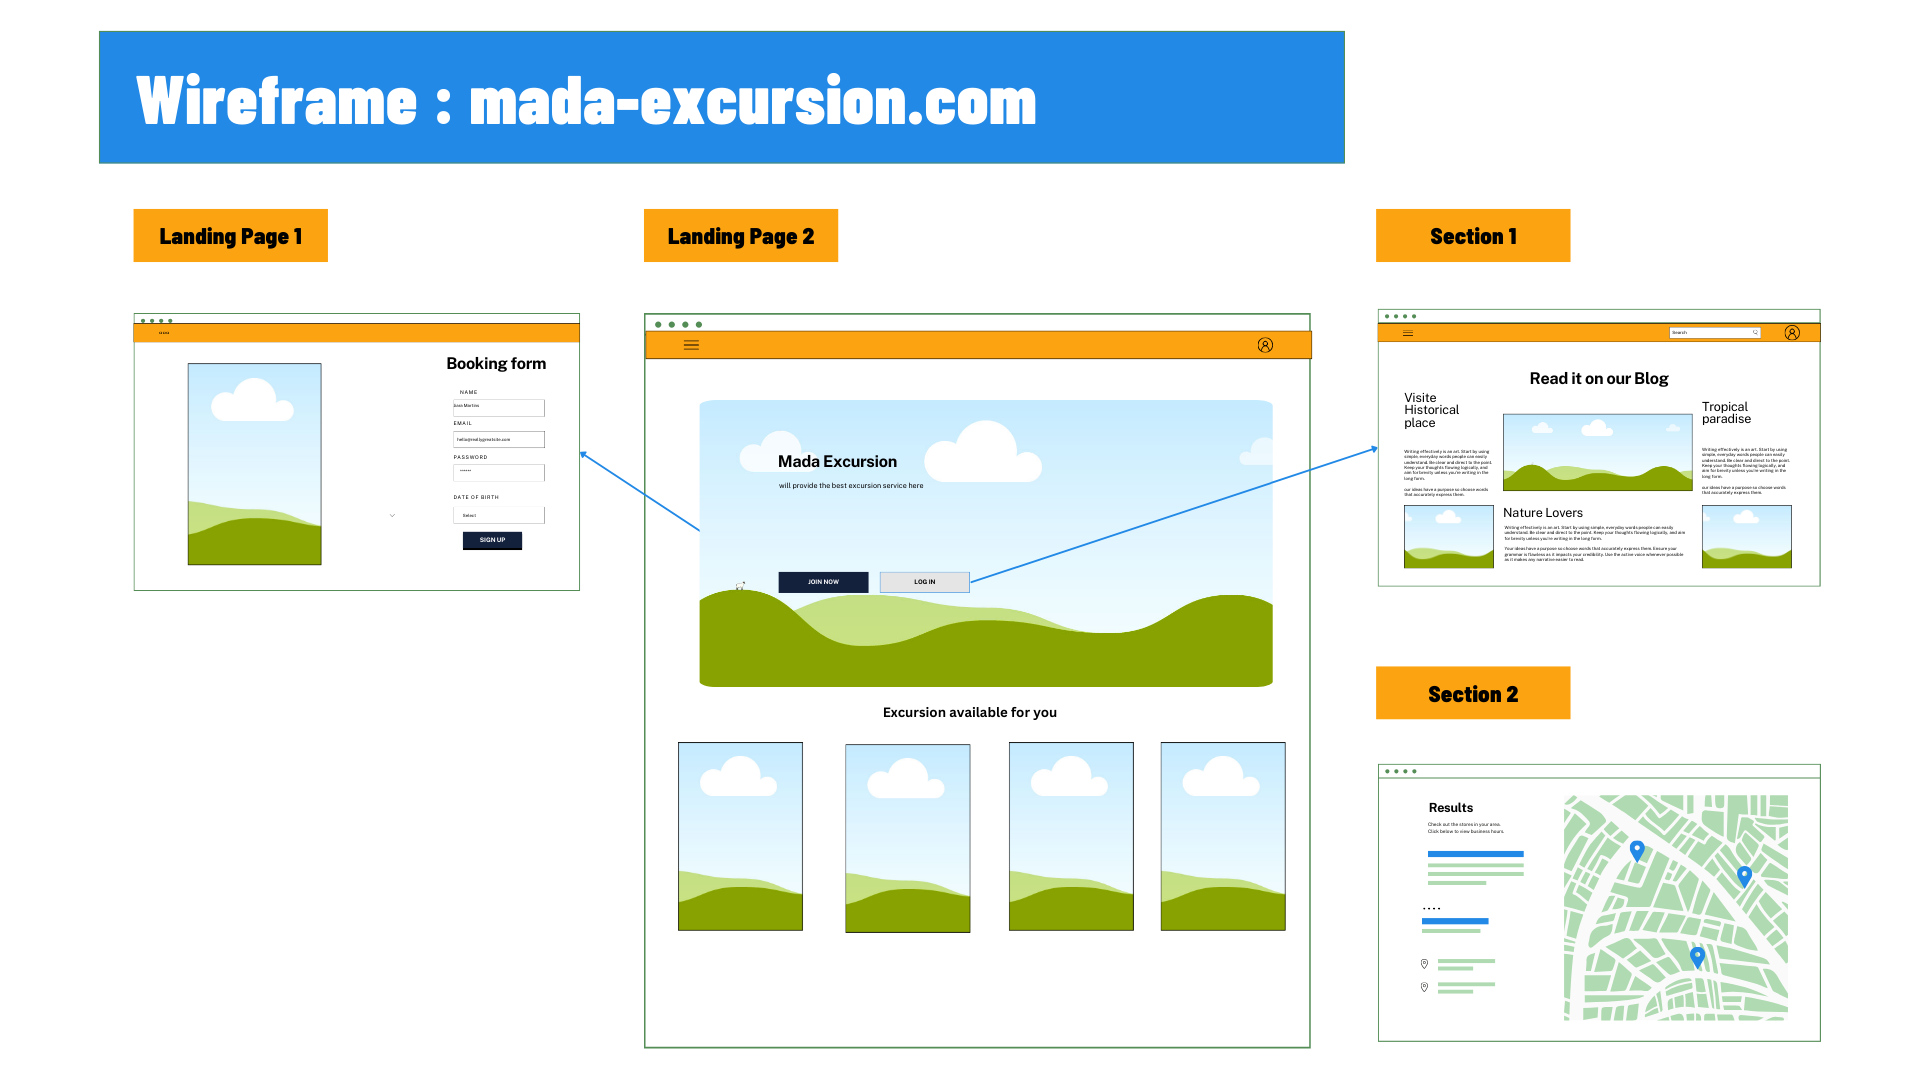 Wireframe : mada-excursion.com
Landing Page 1
Booking form
NAME
EMAIL
hello@reallygreatsite.com
PASSWORD
******
DATE OF BIRTH
Select
SIGN UP
Landing Page 2
Mada Excursion
will provide the best excursion service here
JOIN NOW
LOG IN
Excursion available for you
Section 1
Search
Read it on our Blog
Visite
Historical
place
Writing effectively is an art. Start by using
simple, everyday words people can easily
understand. Be clear and direct to the point.
Keep your thoughts flowing logically, and
aim for brevity unless you're writing in the
long form.
our ideas have a purpose so choose words
that accurately express them.
Tropical
paradise
Writing effectively is an art. Start by using
simple, everyday words people can easily
understand. Be clear and direct to the point.
Keep your thoughts flowing logically, and
aim for brevity unless you're writing in the
long form.
our ideas have a purpose so choose words
that accurately express them.
Nature Lovers
Writing effectively is an art. Start by using simple, everyday words people can easily
understand. Be clear and direct to the point. Keep your thoughts flowing logically, and aim
for brevity unless you're writing in the long form.
Your ideas have a purpose so choose words that accurately express them. Ensure your
grammar is flawless as it impacts your credibility. Use the active voice whenever possible
as it makes any narrative easier to read.
Section 2
Results
Check out the stores in your area.
Click below to view business hours.